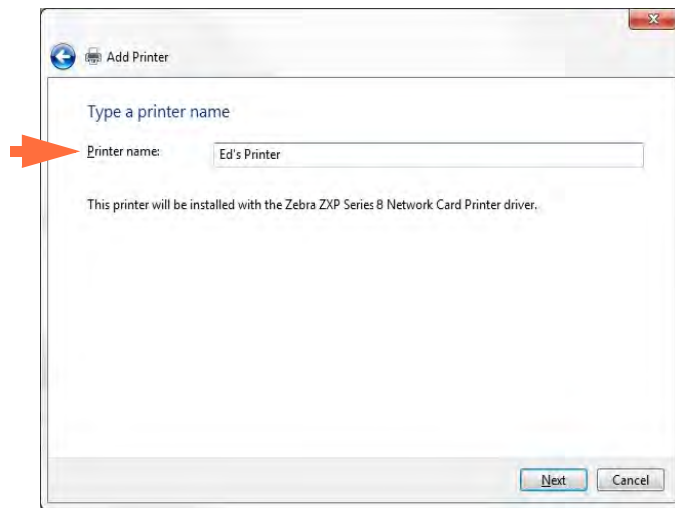 Add Printer
Type a printer name
Printer name: Ed's Printer
This printer will be installed with the Zebra ZXP Series 8 Network Card Printer driver.
Next Cancel